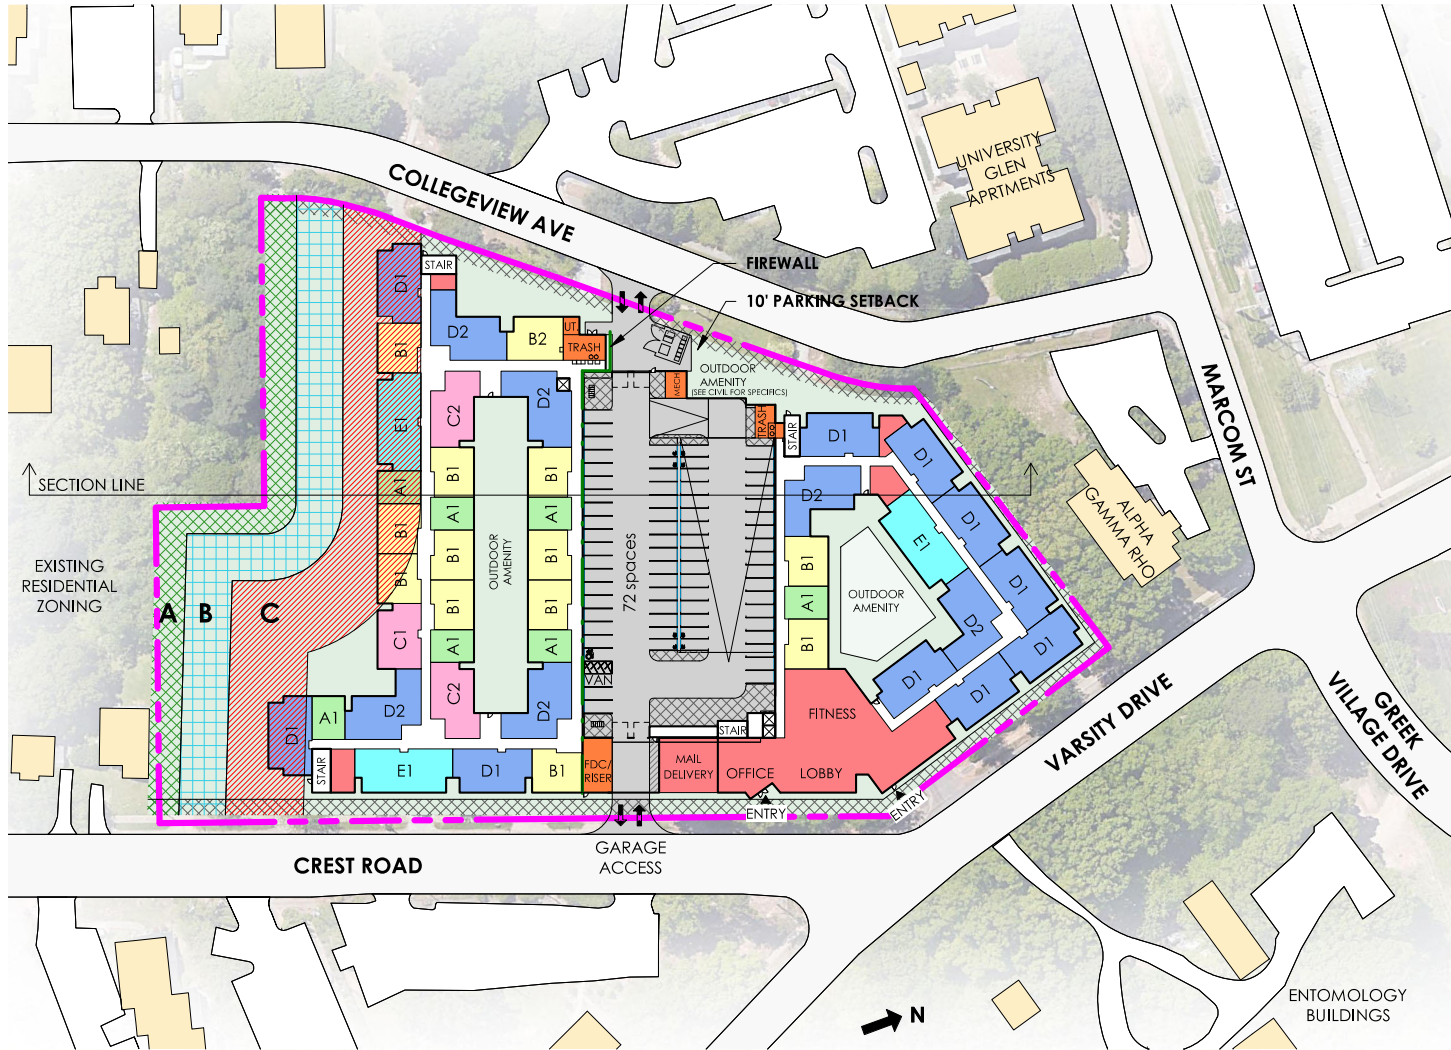 COLLEGEVIEW AVE
UNIVERSITY
GLEN
APRTMENTS
FIREWALL
10' PARKING SETBACK
STAIR
D1
D2
B2
UT.
TRASH
B1
E1
A1
B1
B1
C1
D2
A1
D1
C2
B1
A1
B1
B1
A1
C2
OUTDOOR
AMENITY
D2
B1
A1
B1
B1
A1
D2
STAIR
E1
D1
B1
FDC/
RISER
VAN
72 spaces
MECH
OUTDOOR
AMENITY
(SEE CIVIL FOR SPECIFICS)
TRASH
STAIR
D1
D1
D2
D1
E1
D1
D2
D1
D1
D1
B1
A1
B1
OUTDOOR
AMENITY
FITNESS
STAIR
MAIL
DELIVERY
OFFICE
LOBBY
ENTRY
ENTRY
SECTION LINE
EXISTING
RESIDENTIAL
ZONING
A
B
C
MARCOM ST
ALPHA
GAMMA RHO
VARSITY DRIVE
GREEK
VILLAGE DRIVE
GARAGE
ACCESS
CREST ROAD
N
ENTOMOLOGY
BUILDINGS